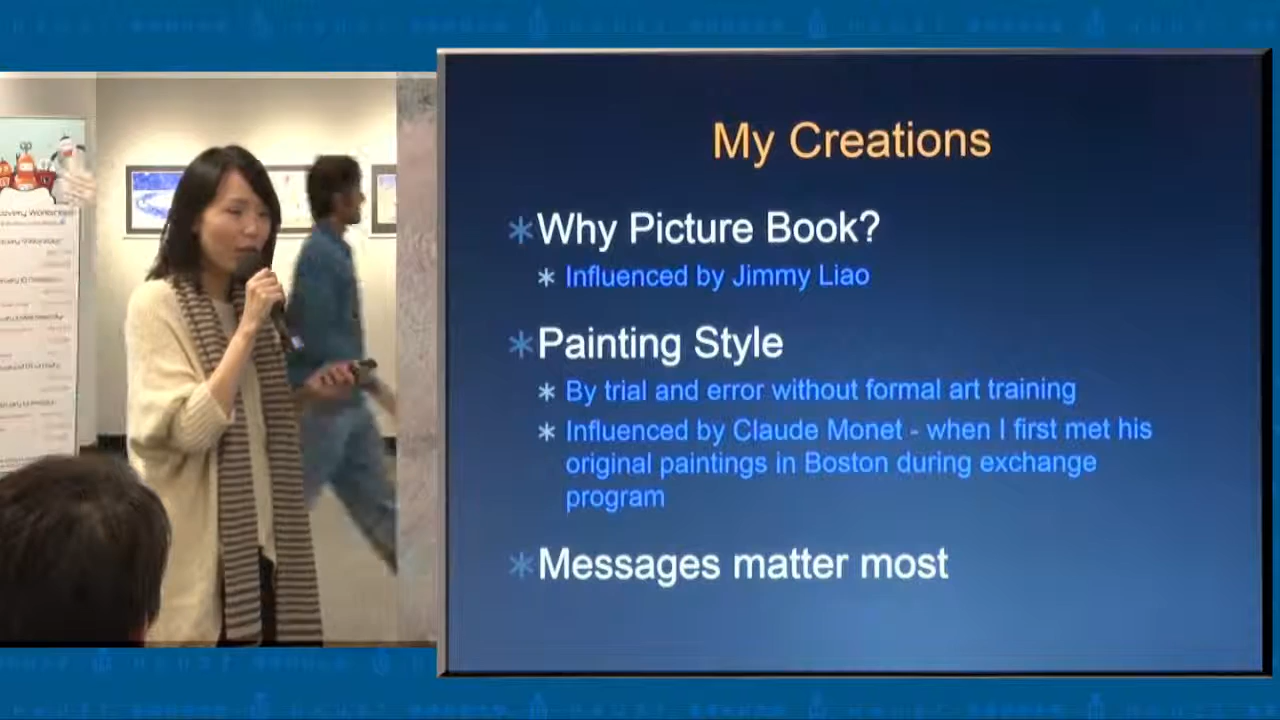 My Creations
Why Picture Book?
Influenced by Jimmy Liao
Painting Style
By trial and error without formal art training
Influenced by Claude Monet - when I first met his
original paintings in Boston during exchange
program
Messages matter most